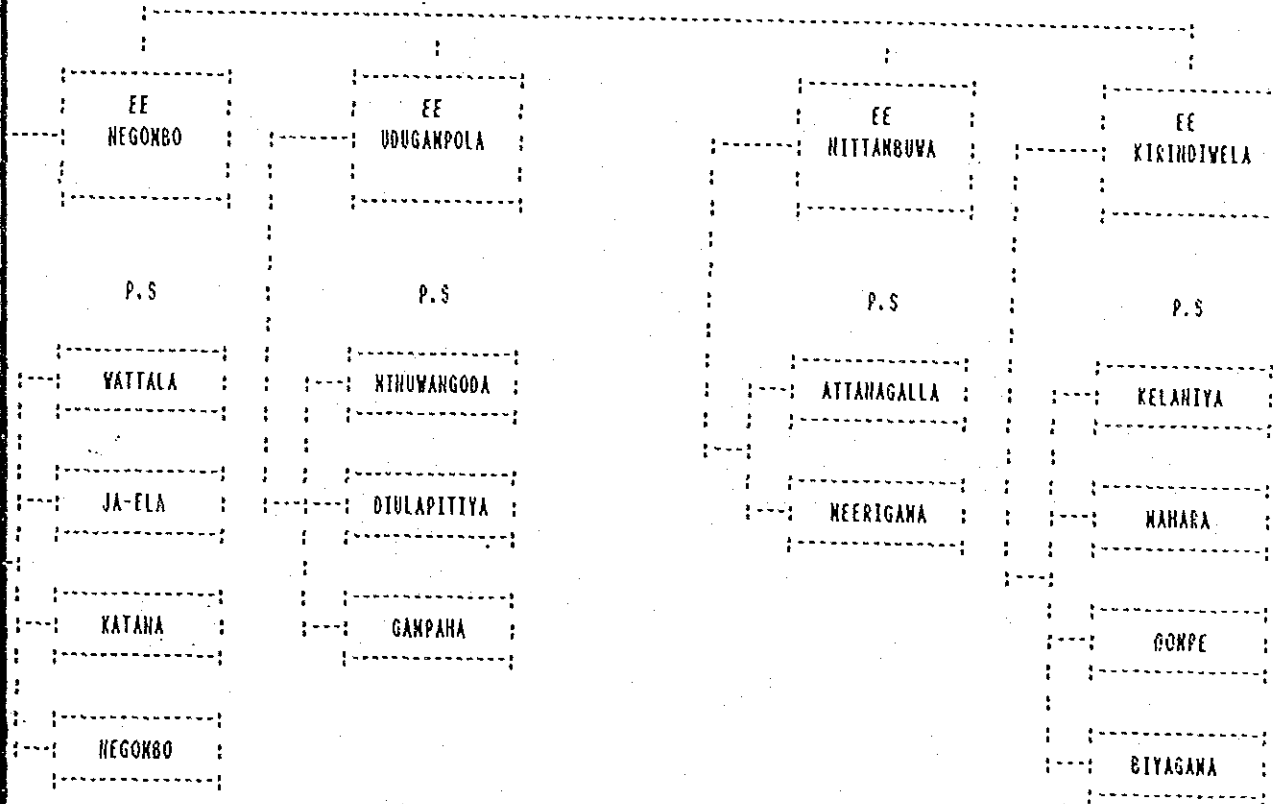 EE
NEGOMBO
EE
UDUGAMPOLA
EE
NITTAMBUWA
EE
KIRINDIWELA
P.S
P.S
P.S
P.S
WATTALA
MINUWANGODA
ATTANAGALLA
KELANIYA
JA-ELA
DIULAPITIYA
MEERIGAMA
MAHARA
KATANA
GAMPAHA
DOMPE
NEGOMBO
BIYAGAMA